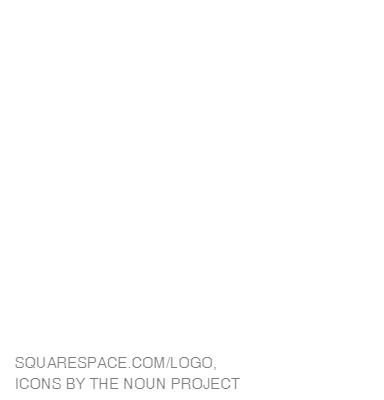 SQUARESPACE.COM/LOGO,
ICONS BY THE NOUN PROJECT